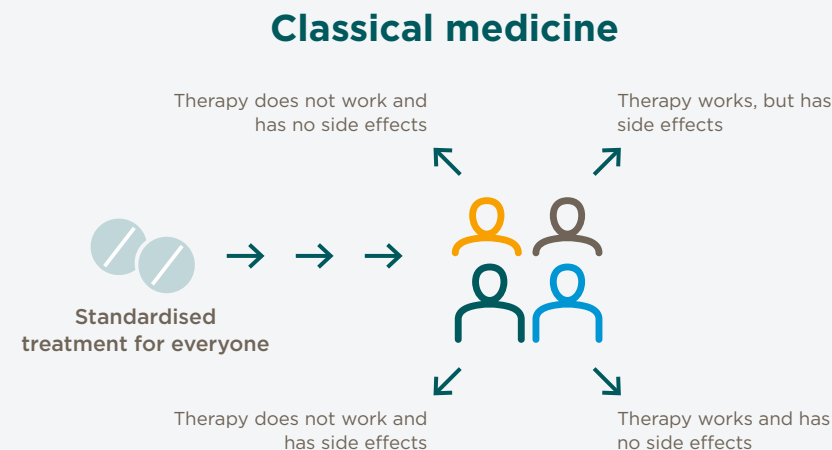 Classical medicine
Therapy does not work and
has no side effects
Therapy works, but has
side effects
Standardised
treatment for everyone
Therapy does not work and
has side effects
Therapy works and has
no side effects